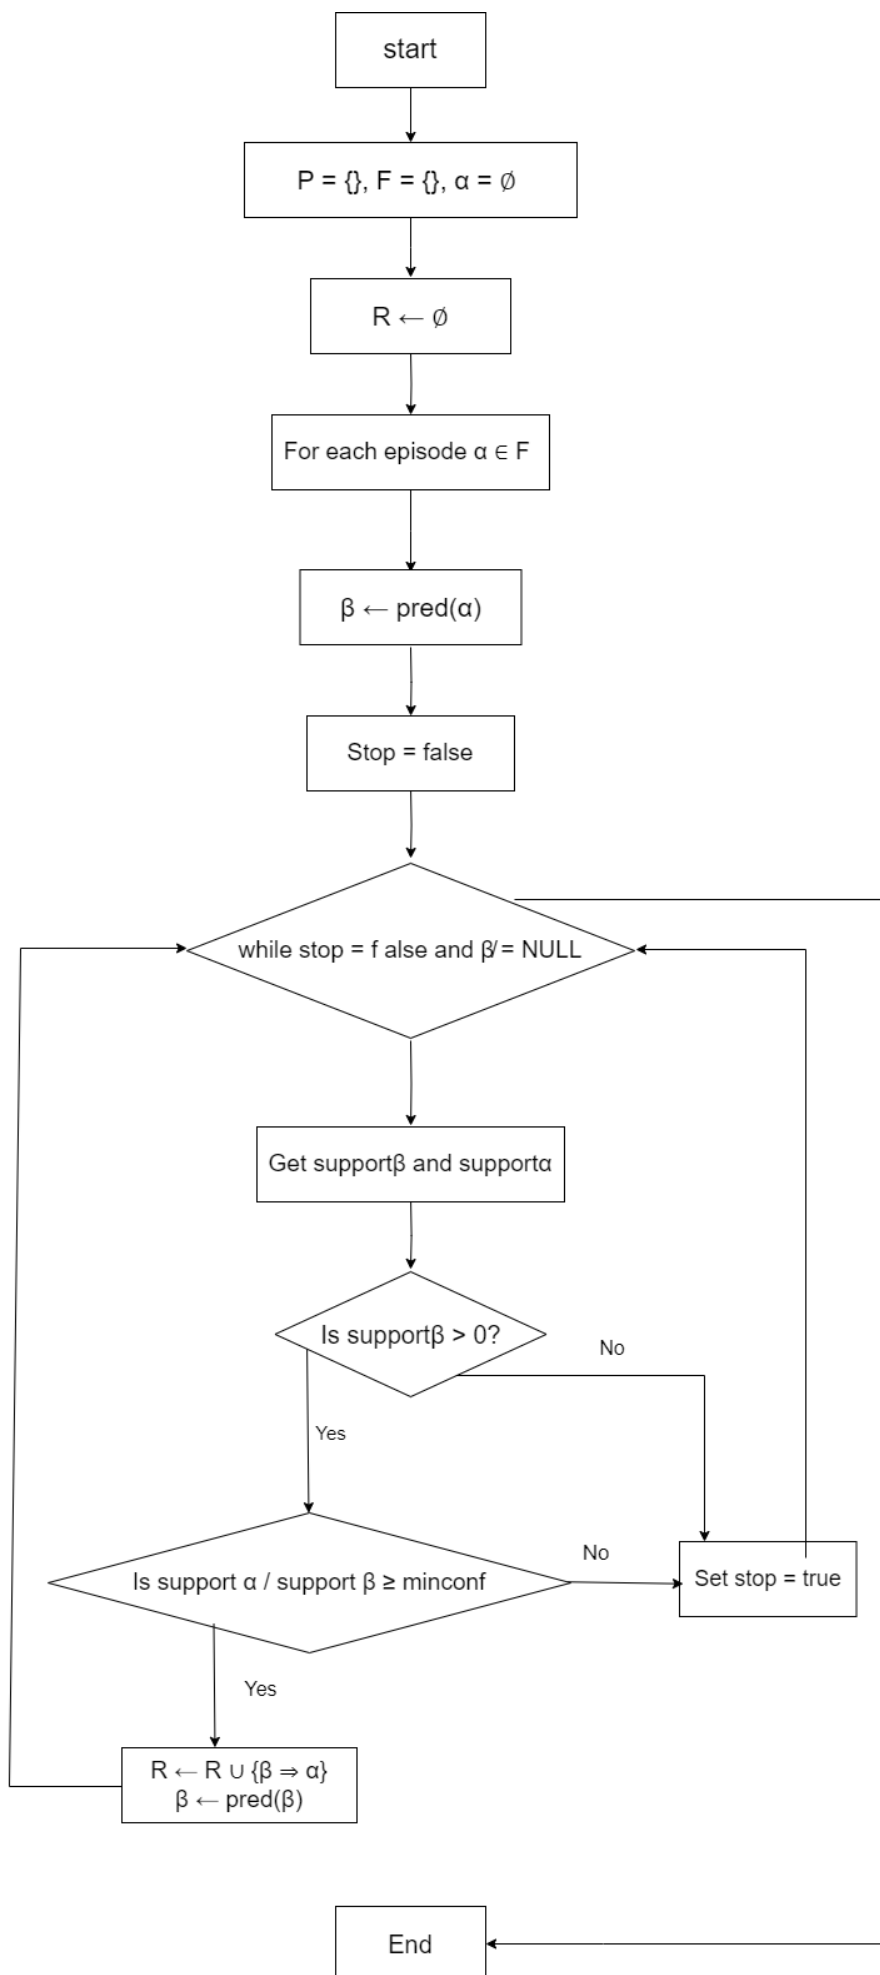 start
P = {}, F = {}, α = ∅
R ← ∅
For each episode α ∈ F
β ← pred(α)
Stop = false
while stop = f alse and β̸ = NULL
Get supportβ and supportα
Is supportβ > 0?
No
Yes
Is support α / support β ≥ minconf
No
Set stop = true
Yes
R ← R ∪ {β ⇒ α}
β ← pred(β)
End